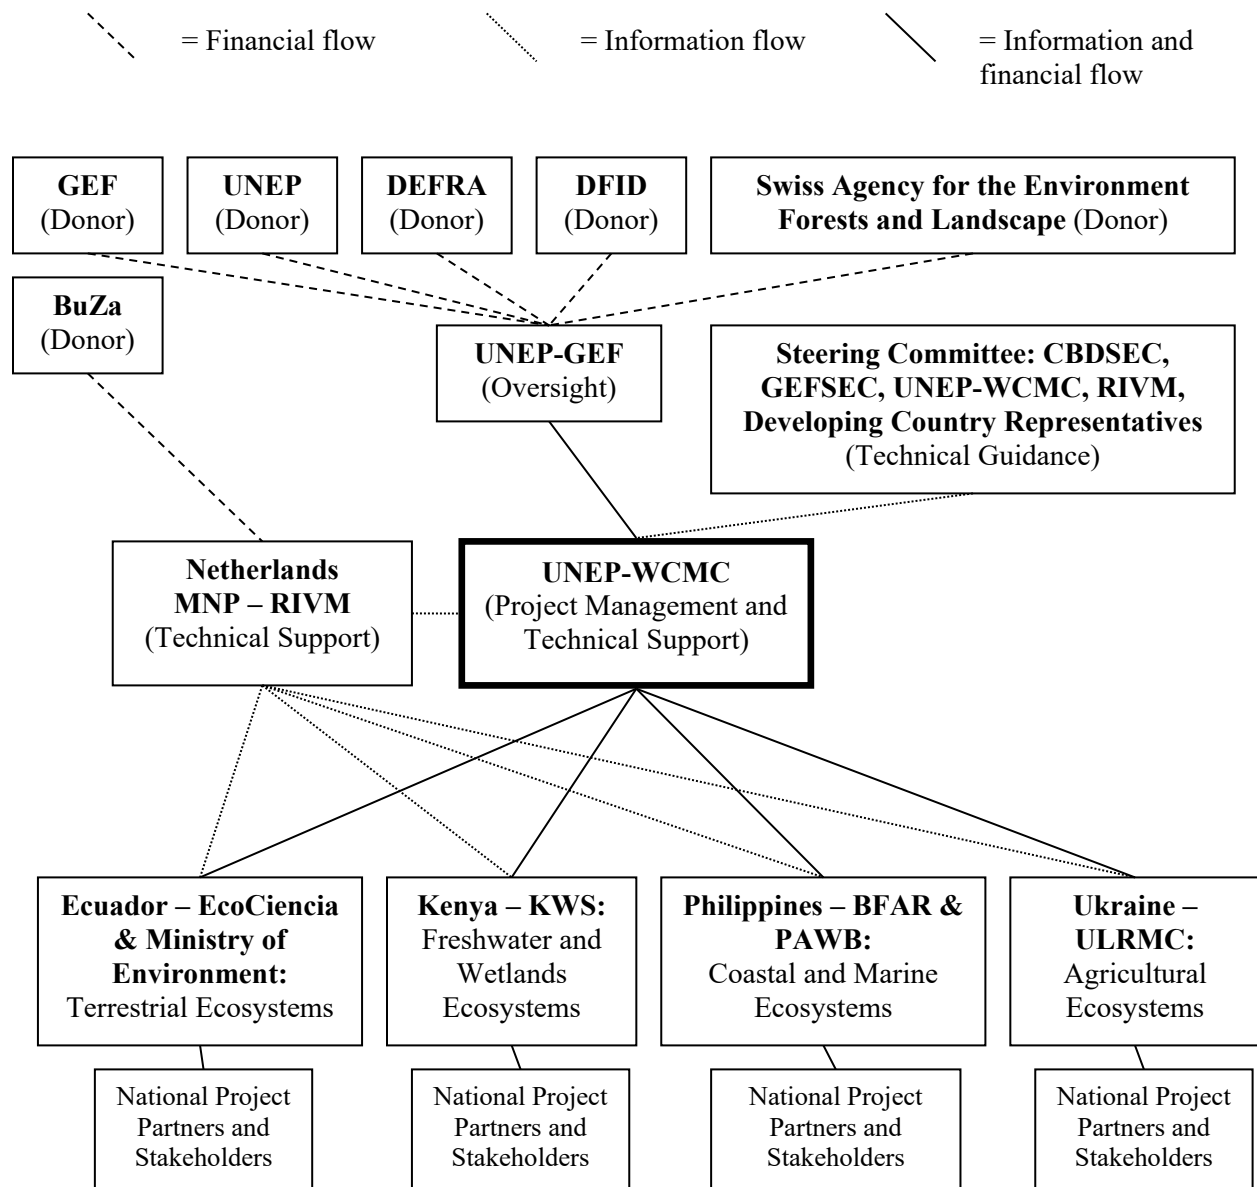 = Financial flow
= Information flow
= Information and
financial flow
GEF
(Donor)
UNEP
(Donor)
DEFRA
(Donor)
DFID
(Donor)
Swiss Agency for the Environment
Forests and Landscape (Donor)
BuZa
(Donor)
UNEP-GEF
(Oversight)
Steering Committee: CBDSEC,
GEFSEC, UNEP-WCMC, RIVM,
Developing Country Representatives
(Technical Guidance)
Netherlands
MNP – RIVM
(Technical Support)
UNEP-WCMC
(Project Management and
Technical Support)
Ecuador – EcoCiencia
& Ministry of
Environment:
Terrestrial Ecosystems
Kenya – KWS:
Freshwater and
Wetlands
Ecosystems
Philippines – BFAR &
PAWB:
Coastal and Marine
Ecosystems
Ukraine –
ULRMC:
Agricultural
Ecosystems
National Project
Partners and
Stakeholders
National Project
Partners and
Stakeholders
National Project
Partners and
Stakeholders
National Project
Partners and
Stakeholders